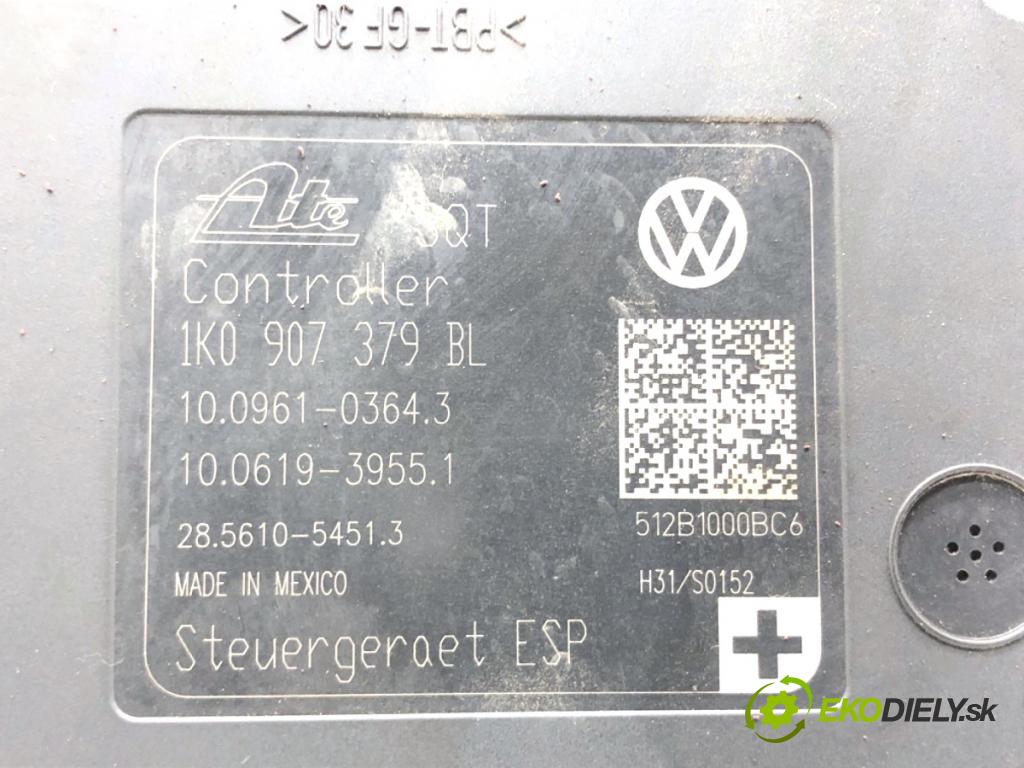 >PBT-GF30<
Ate
Controller
1K0 907 379 BL
10.0961-0364.3
10.0619-3955.1
28.5610-5451.3
MADE IN MEXICO
Steuergeraet ESP
512B1000BC6
H31/S0152
EKODIELY.sk